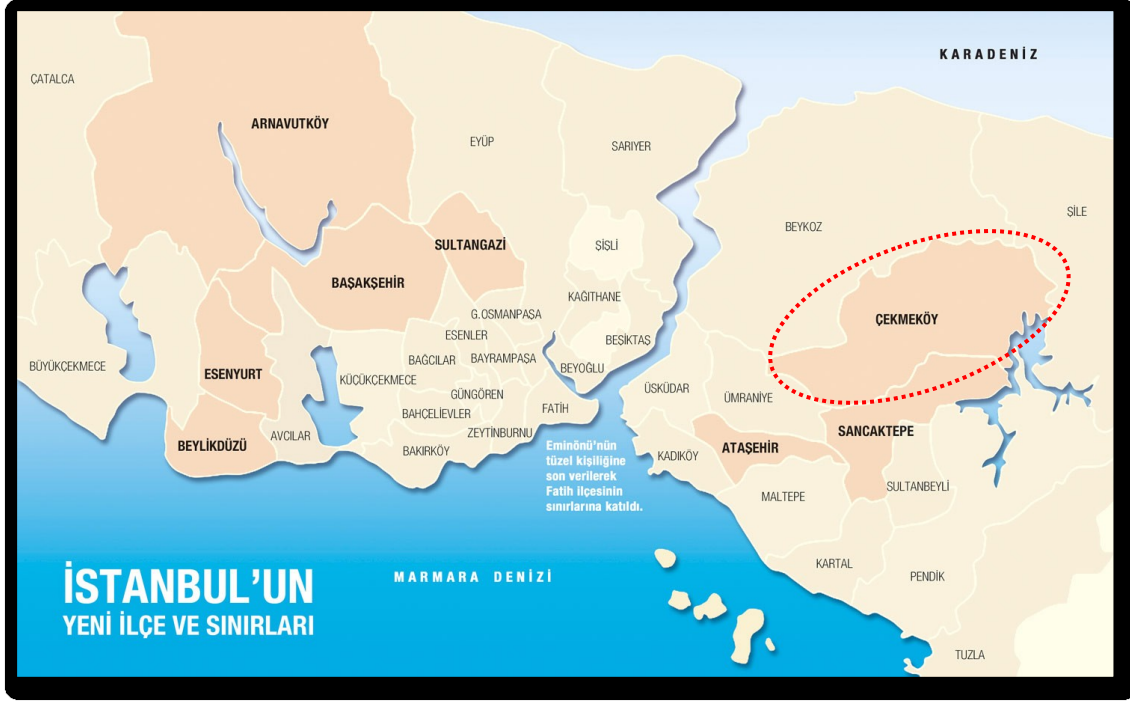 KARADENİZ
ÇATALCA
ARNAVUTKÖY
EYÜP
SARIYER
ŞİLE
BEYKOZ
SULTANGAZİ
ŞİŞLİ
BAŞAKŞEHİR
KAĞITHANE
G.OSMANPAŞA
ÇEKMEKÖY
ESENLER
BEŞİKTAŞ
BAĞCILAR
BAYRAMPAŞA
BÜYÜKÇEKMECE
BEYOĞLU
ESENYURT
KÜÇÜKÇEKMECE
ÜSKÜDAR
GÜNGÖREN
ÜMRANİYE
FATİH
BAHÇELİEVLER
ZEYTİNBURNU
SANCAKTEPE
AVCILAR
BEYLİKDÜZÜ
BAKIRKÖY
ATAŞEHİR
KADIKÖY
Eminönü'nün
tüzel kişiliğine
son verilerek
Fatih ilçesinin
sınırlarına katıldı.
SULTANBEYLİ
MALTEPE
KARTAL
PENDİK
MARMARA DENİZİ
İSTANBUL'UN
YENİ İLÇE VE SINIRLARI
TUZLA